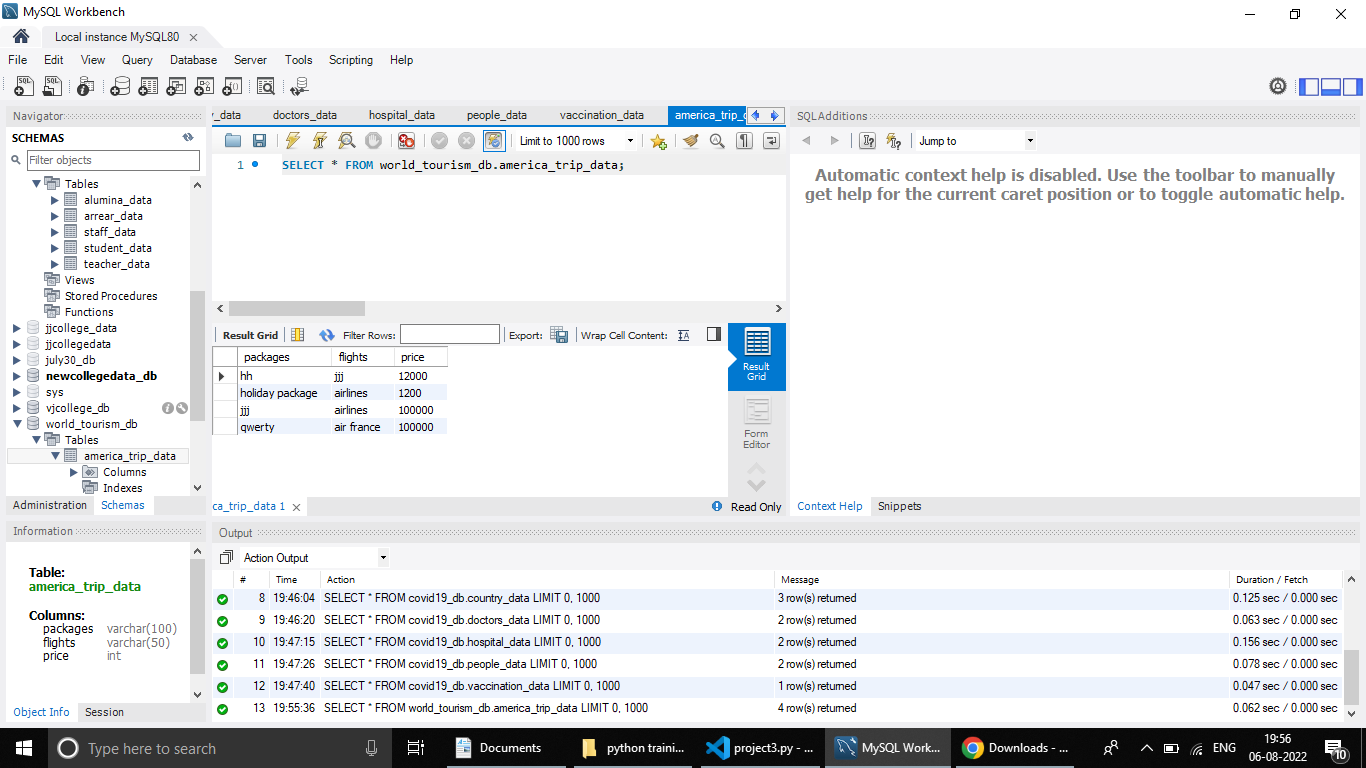 MySQL Workbench
Local instance MySQL80
File Edit View Query Database Server Tools Scripting Help
Navigator
SCHEMAS
Filter objects
Tables
alumina_data
arrear_data
staff_data
student_data
teacher_data
Views
Stored Procedures
Functions
jjcollege_data
jjcollegedata
july30_db
newcollegedata_db
sys
vjcollege_db
world_tourism_db
Tables
america_trip_data
Columns
Indexes
Administration Schemas
Information
Table:
america_trip_data
Columns:
packages varchar(100)
flights varchar(50)
price int
Object Info Session
_data doctors_data hospital_data people_data vaccination_data america_trip_d
Limit to 1000 rows
1 SELECT * FROM world_tourism_db.america_trip_data;
Result Grid Filter Rows: Export: Wrap Cell Content:
packages flights price
hh jjj 12000
holiday package airlines 1200
jjj airlines 100000
qwerty air france 100000
Result
Grid
Form
Editor
ca_trip_data 1
Read Only
SQLAdditions
Jump to
Automatic context help is disabled. Use the toolbar to manually
get help for the current caret position or to toggle automatic help.
Context Help Snippets
Output
Action Output
# Time Action Message Duration / Fetch
8 19:46:04 SELECT * FROM covid19_db.country_data LIMIT 0, 1000 3 row(s) returned 0.125 sec / 0.000 sec
9 19:46:20 SELECT * FROM covid19_db.doctors_data LIMIT 0, 1000 2 row(s) returned 0.063 sec / 0.000 sec
10 19:47:15 SELECT * FROM covid19_db.hospital_data LIMIT 0, 1000 2 row(s) returned 0.156 sec / 0.000 sec
11 19:47:26 SELECT * FROM covid19_db.people_data LIMIT 0, 1000 2 row(s) returned 0.078 sec / 0.000 sec
12 19:47:40 SELECT * FROM covid19_db.vaccination_data LIMIT 0, 1000 1 row(s) returned 0.047 sec / 0.000 sec
13 19:55:36 SELECT * FROM world_tourism_db.america_trip_data LIMIT 0, 1000 4 row(s) returned 0.062 sec / 0.000 sec
Type here to search
Documents
python traini...
project3.py - ...
MySQL Work...
Downloads - ...
ENG
19:56
06-08-2022
10